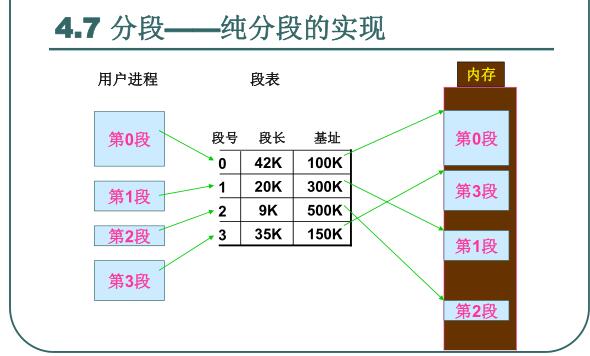 4.7 分段——纯分段的实现
用户进程
段表
内存
段号 段长 基址
0 42K 100K
1 20K 300K
2 9K 500K
3 35K 150K
第0段
第1段
第2段
第3段
第0段
第3段
第1段
第2段